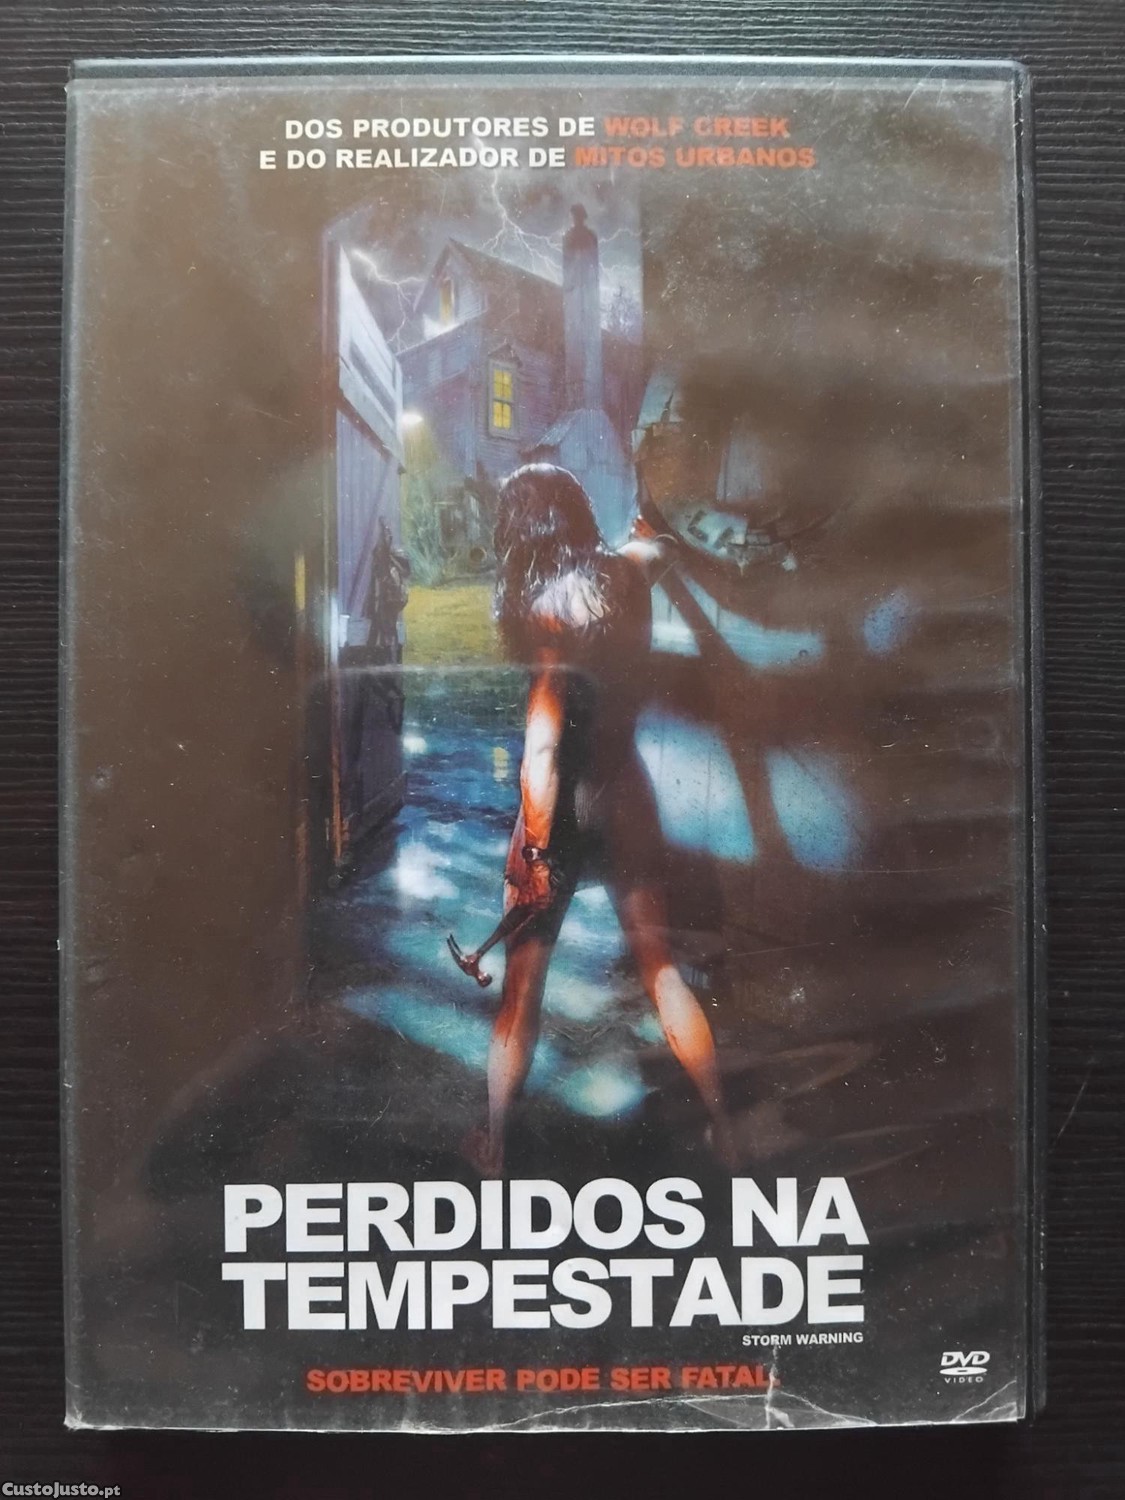 DOS PRODUTORES DE WOLF CREEK
E DO REALIZADOR DE MITOS URBANOS
PERDIDOS NA
TEMPESTADE
STORM WARNING
SOBREVIVER PODE SER FATAL.
DVD
VIDEO
CustoJusto.pt